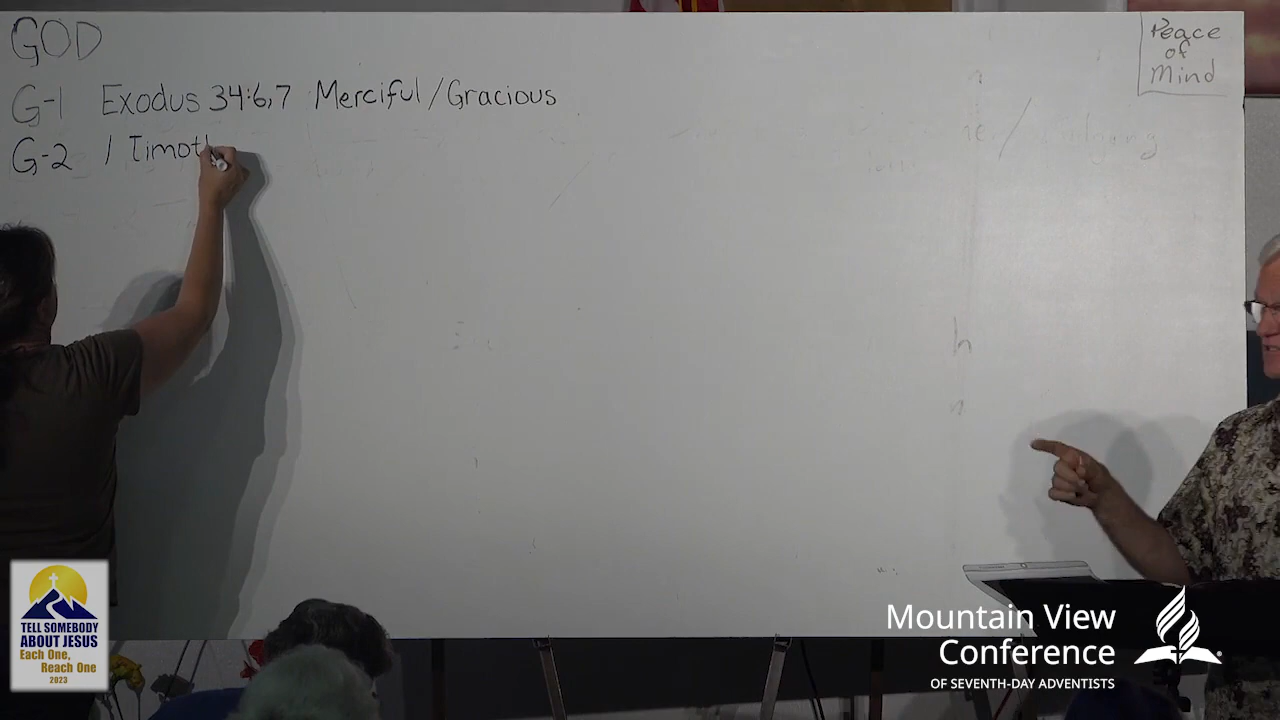 GOD
Peace
of
Mind
G-1 Exodus 34:6,7 Merciful/Gracious
G-2 1 Timoth
TELL SOMEBODY
ABOUT JESUS
Each One,
Reach One
2023
Mountain View
Conference
OF SEVENTH-DAY ADVENTISTS